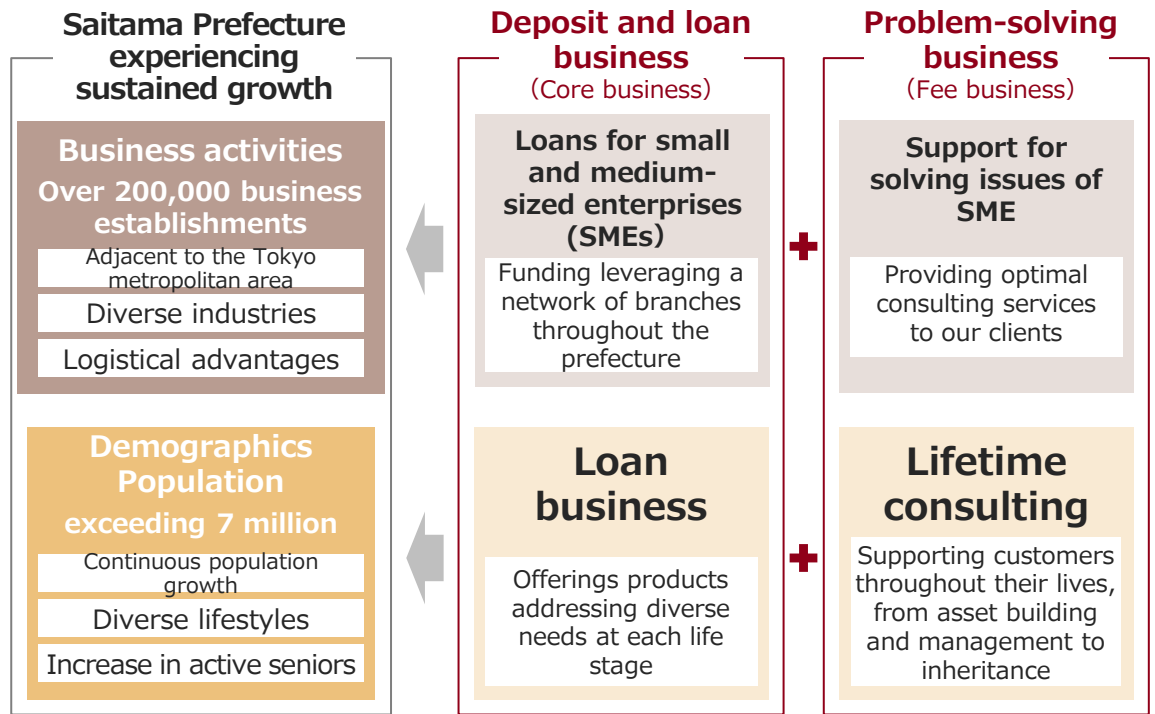 Saitama Prefecture
experiencing
sustained growth
Business activities
Over 200,000 business
establishments
Adjacent to the Tokyo
metropolitan area
Diverse industries
Logistical advantages
Demographics
Population
exceeding 7 million
Continuous population
growth
Diverse lifestyles
Increase in active seniors
Deposit and loan
business
(Core business)
Loans for small
and medium-
sized enterprises
(SMEs)
Funding leveraging a
network of branches
throughout the
prefecture
Loan
business
Offerings products
addressing diverse
needs at each life
stage
Problem-solving
business
(Fee business)
Support for
solving issues of
SME
Providing optimal
consulting services
to our clients
Lifetime
consulting
Supporting customers
throughout their lives,
from asset building
and management to
inheritance